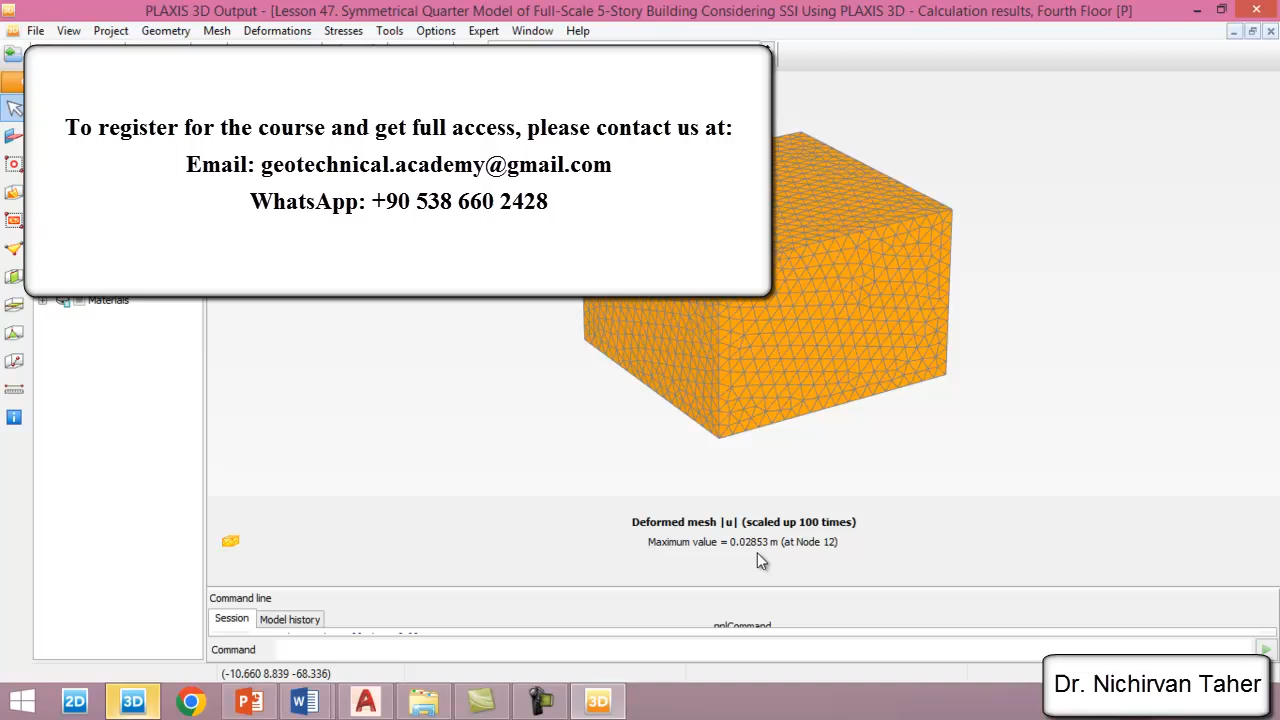 PLAXIS 3D Output - [Lesson 47. Symmetrical Quarter Model of Full-Scale 5-Story Building Considering SSI Using PLAXIS 3D - Calculation results, Fourth Floor [P]
File View Project Geometry Mesh Deformations Stresses Tools Options Expert Window Help
To register for the course and get full access, please contact us at:
Email: geotechnical.academy@gmail.com
WhatsApp: +90 538 660 2428
Materials
Deformed mesh |u| (scaled up 100 times)
Maximum value = 0.02853 m (at Node 12)
Command line
Session Model history
Command
(-10.660 8.839 -68.336)
Dr. Nichirvan Taher
2D 3D A 3D